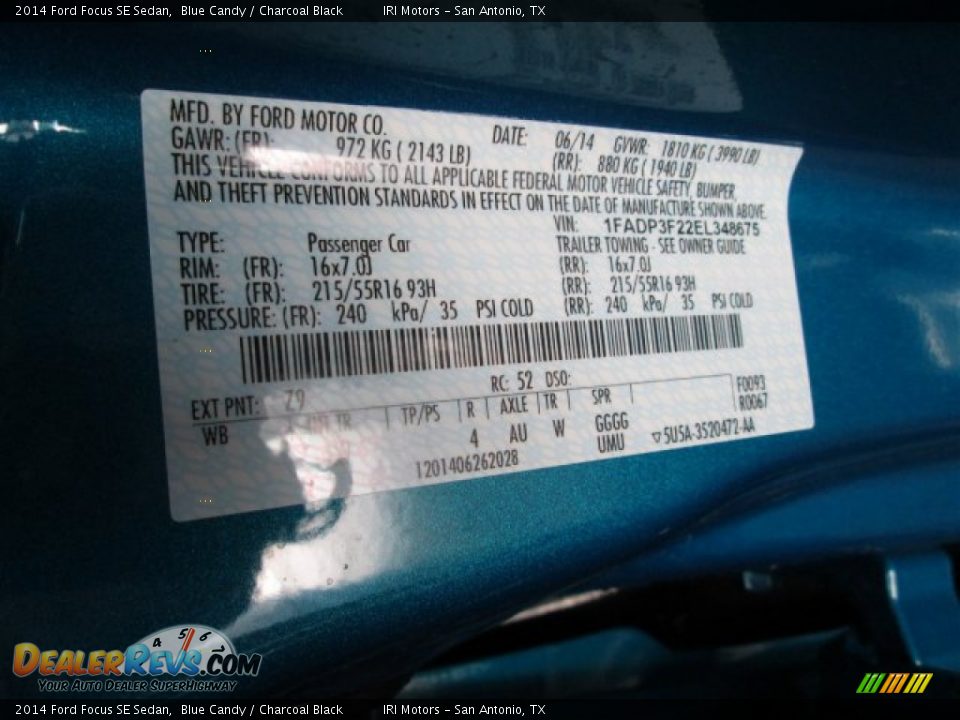 2014 Ford Focus SE Sedan, Blue Candy / Charcoal Black IRI Motors - San Antonio, TX
MFD. BY FORD MOTOR CO. DATE: 06/14 GVWR: 1810 KG ( 3990 LB)
GAWR: (FR): 972 KG ( 2143 LB) (RR): 880 KG ( 1940 LB)
THIS VEHICLE CONFORMS TO ALL APPLICABLE FEDERAL MOTOR VEHICLE SAFETY, BUMPER,
AND THEFT PREVENTION STANDARDS IN EFFECT ON THE DATE OF MANUFACTURE SHOWN ABOVE.
VIN: 1FADP3F22EL348675
TYPE: Passenger Car TRAILER TOWING - SEE OWNER GUIDE
RIM: (FR): 16x7.0J (RR): 16x7.0J
TIRE: (FR): 215/55R16 93H (RR): 215/55R16 93H
PRESSURE: (FR): 240 kPa/ 35 PSI COLD (RR): 240 kPa/ 35 PSI COLD
RC: 52 DSO:
EXT PNT: Z9 F0093
WB TP/PS R AXLE TR SPR R0067
4 AU W GGGG
UMU ▽5U5A-3520472-AA
1201406262028
4 5 6
DEALERREVS.COM
YOUR AUTO DEALER SUPERHIGHWAY
2014 Ford Focus SE Sedan, Blue Candy / Charcoal Black IRI Motors - San Antonio, TX